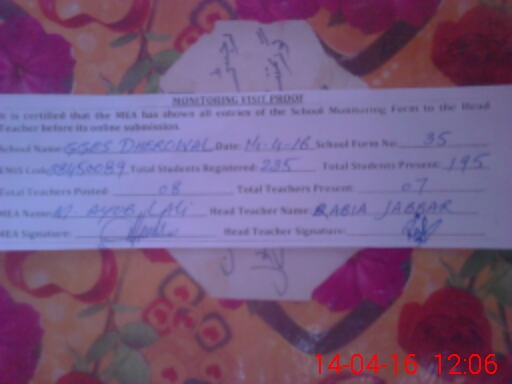 MONITORING VISIT PROOF
It is certified that the MEA has shown all entries of the School Monitoring Form to the Head
Teacher before its online submission.
School Name: GGES DHEROWAL Date: 14-4-16 School Form No: 35
EMIS Code: 38450089 Total Students Registered: 235 Total Students Present: 195
Total Teachers Posted: 08 Total Teachers Present: 07
MEA Name: M. AYUB Ali Head Teacher Name: RABIA JABBAR
MEA Signature: Head Teacher Signature:
14-04-16 12:06